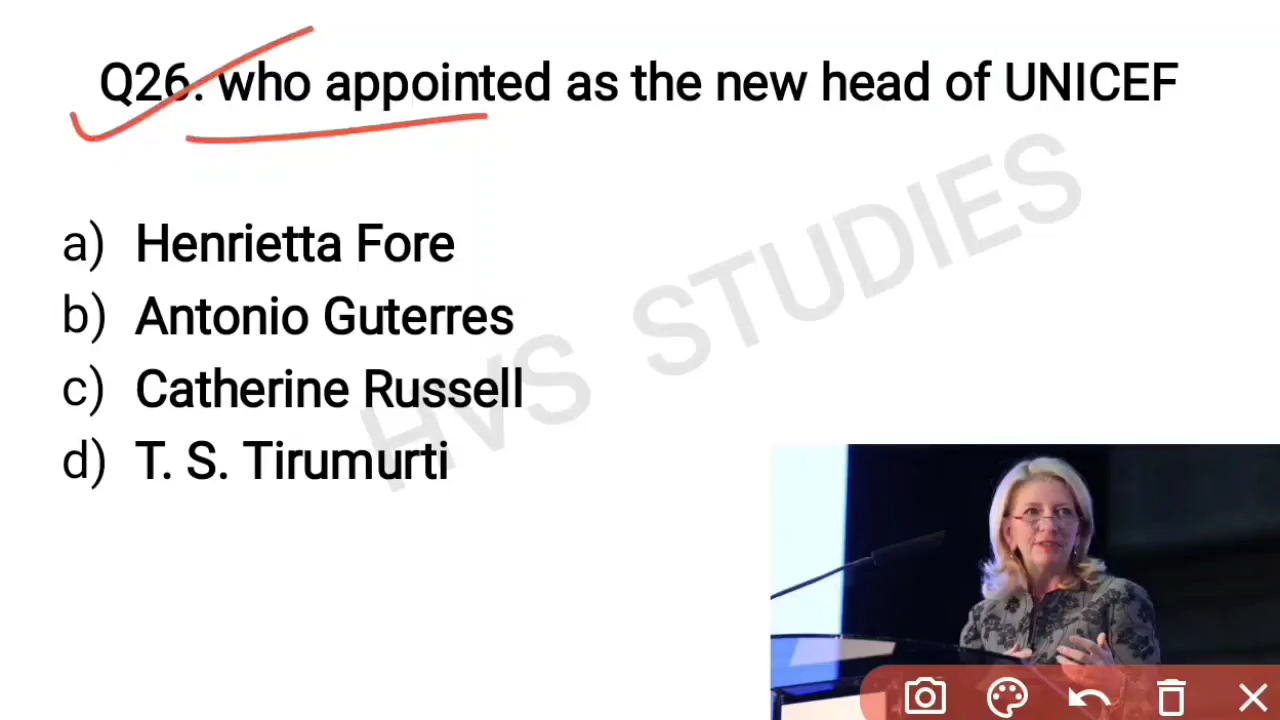 Q26. who appointed as the new head of UNICEF
a) Henrietta Fore
b) Antonio Guterres
c) Catherine Russell
d) T. S. Tirumurti
HVS STUDIES